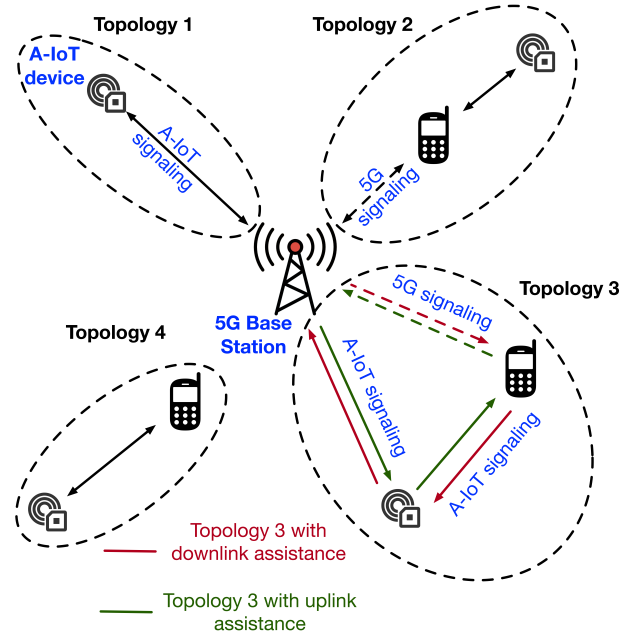 Topology 1
Topology 2
A-IoT
device
A-IoT
signaling
5G
signaling
5G Base
Station
5G signaling
Topology 3
A-IoT signaling
A-IoT signaling
Topology 4
Topology 3 with
downlink assistance
Topology 3 with uplink
assistance